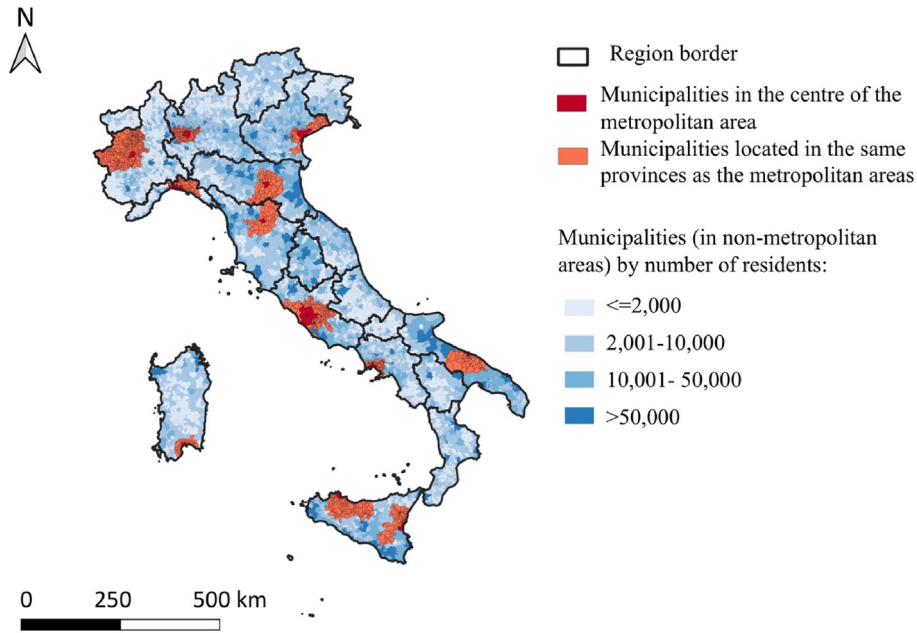 N
Region border
Municipalities in the centre of the
metropolitan area
Municipalities located in the same
provinces as the metropolitan areas
Municipalities (in non-metropolitan
areas) by number of residents:
<=2,000
2,001-10,000
10,001- 50,000
>50,000
0 250 500 km